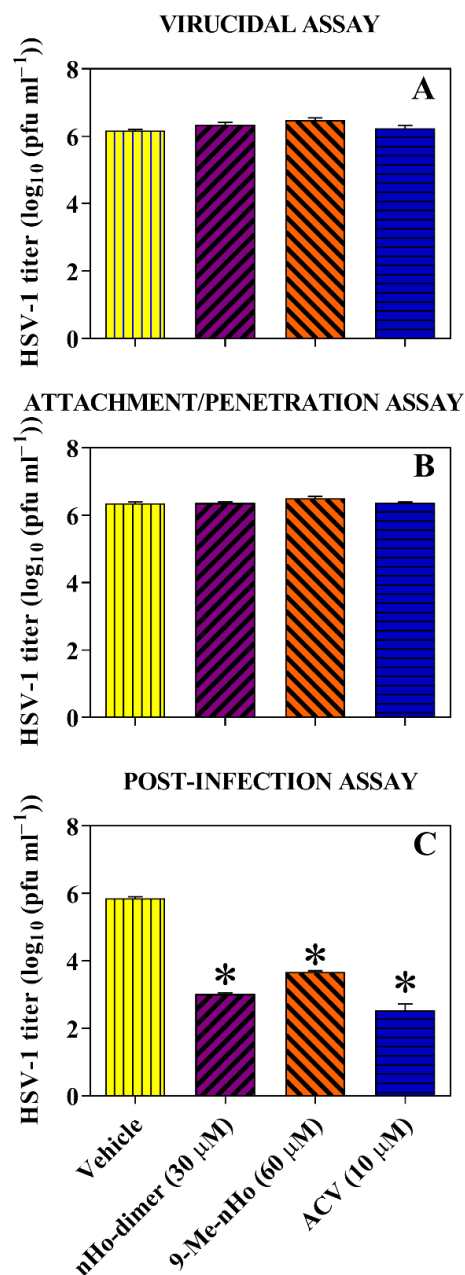 VIRUCIDAL ASSAY
A
HSV-1 titer (log₁₀ (pfu ml⁻¹))
8
6
4
2
0
ATTACHMENT/PENETRATION ASSAY
B
HSV-1 titer (log₁₀ (pfu ml⁻¹))
8
6
4
2
0
POST-INFECTION ASSAY
C
HSV-1 titer (log₁₀ (pfu ml⁻¹))
8
6
4
2
0
* * *
Vehicle
nHo-dimer (30 μM)
9-Me-nHo (60 μM)
ACV (10 μM)